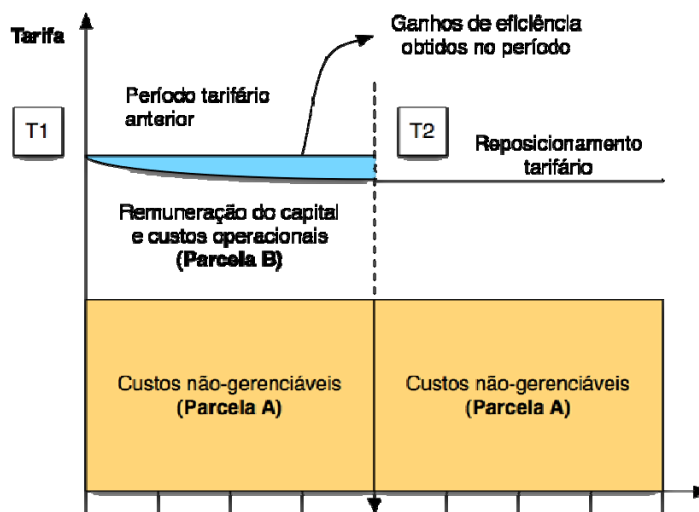 Tarifa
Ganhos de eficiência
obtidos no período
Período tarifário
anterior
T1
T2
Reposicionamento
tarifário
Remuneração do capital
e custos operacionais
(Parcela B)
Custos não-gerenciáveis
(Parcela A)
Custos não-gerenciáveis
(Parcela A)